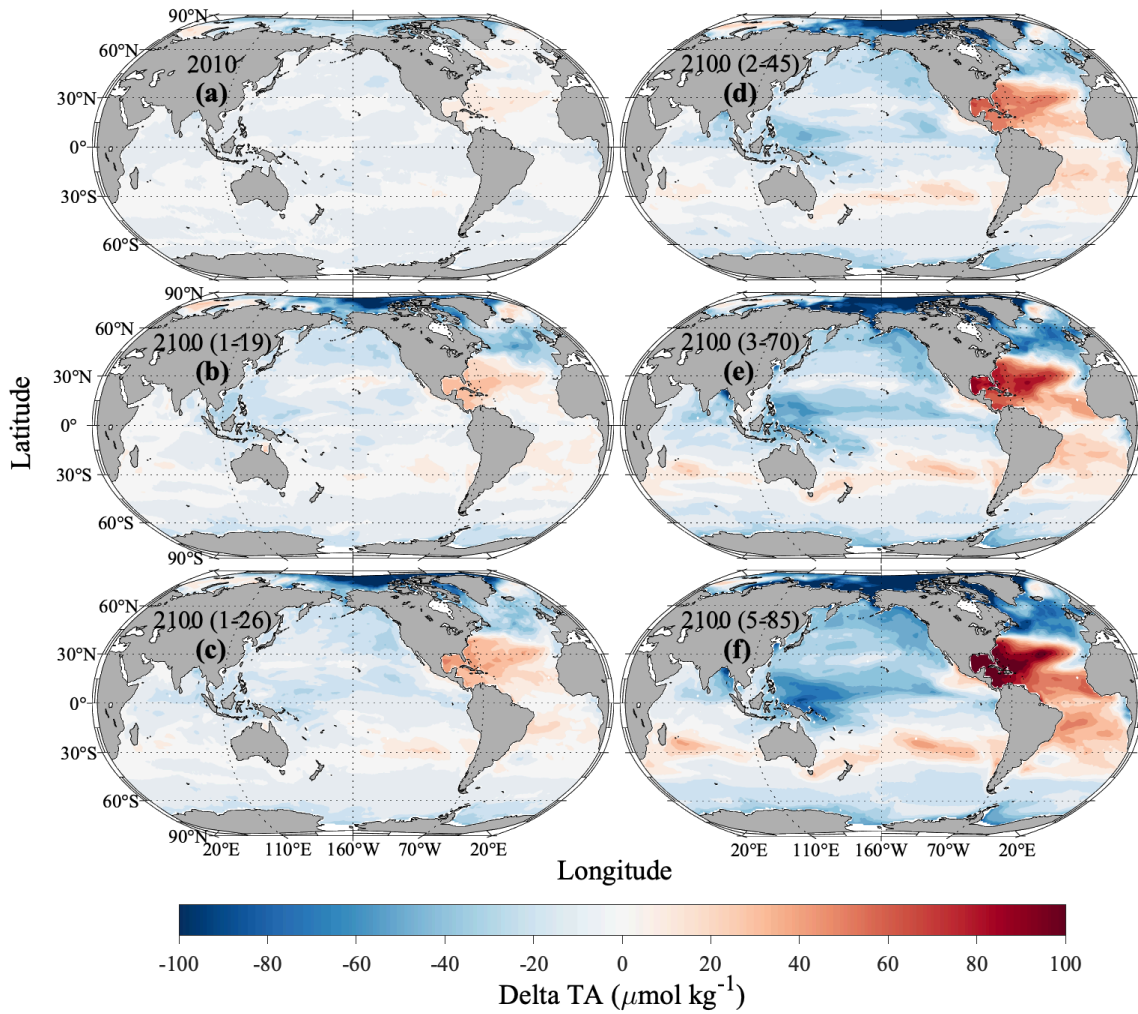 90°N
60°N
30°N
0°
30°S
60°S
2010
(a)
2100 (2-45)
(d)
90°N
60°N
30°N
0°
30°S
60°S
90°S
2100 (1-19)
(b)
2100 (3-70)
(e)
60°N
30°N
0°
30°S
60°S
90°S
2100 (1-26)
(c)
2100 (5-85)
(f)
Latitude
20°E 110°E 160°W 70°W 20°E
20°E 110°E 160°W 70°W 20°E
Longitude
-100 -80 -60 -40 -20 0 20 40 60 80 100
Delta TA (μmol kg⁻¹)